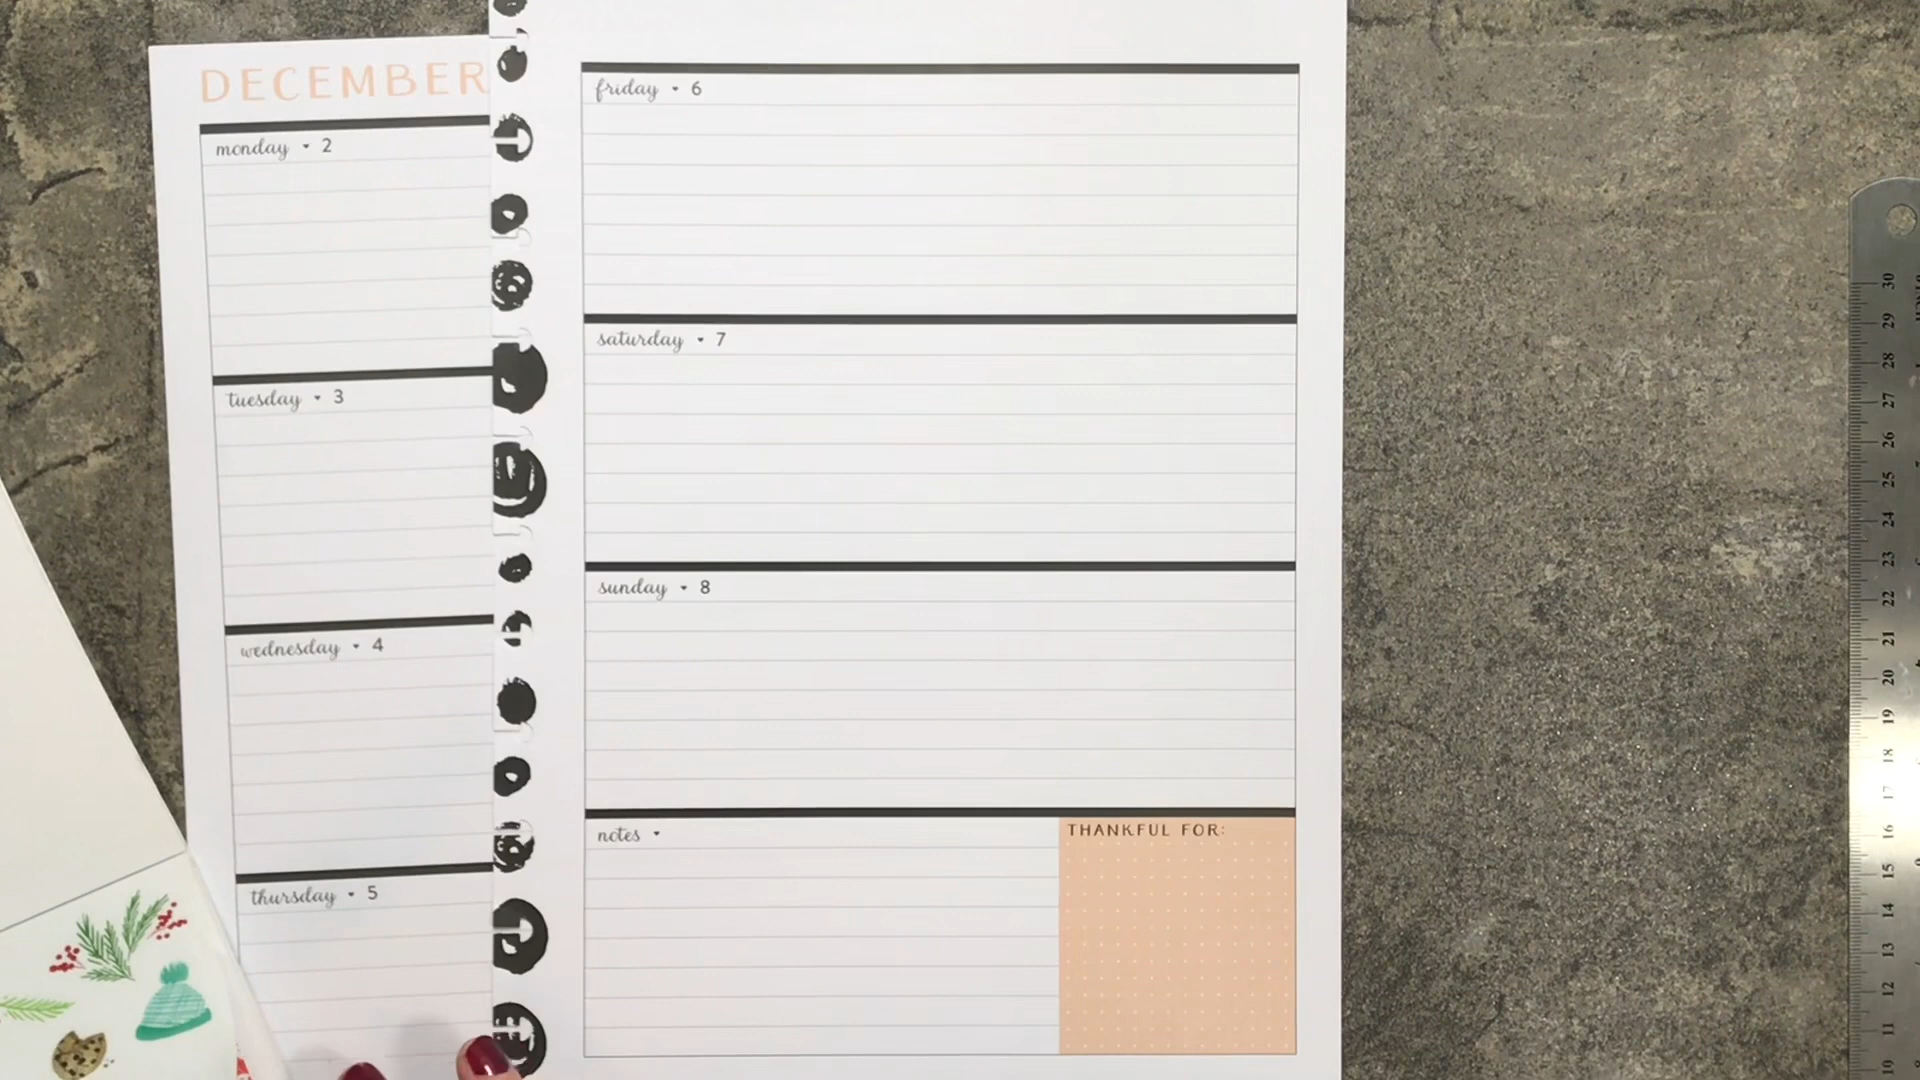 DECEMBER
monday • 2
tuesday • 3
wednesday • 4
thursday • 5
friday • 6
saturday • 7
sunday • 8
notes
THANKFUL FOR:
30
29
28
27
26
25
24
23
22
21
20
19
18
17
16
15
14
13
12
11
10